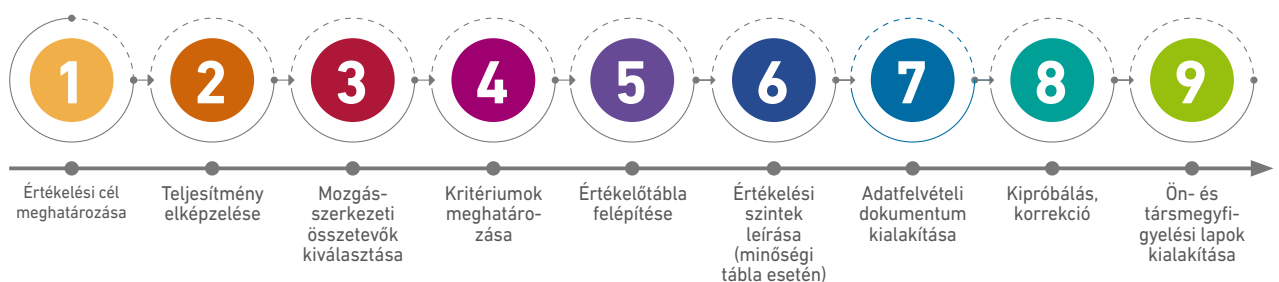 1
2
3
4
5
6
7
8
9
Értékelési cél
meghatározása
Teljesítmény
elképzelése
Mozgás-
szerkezeti
összetevők
kiválasztása
Kritériumok
meghatáro-
zása
Értékelőtábla
felépítése
Értékelési
szintek
leírása
(minőségi
tábla esetén)
Adatfelvételi
dokumentum
kialakítása
Kipróbálás,
korrekció
Ön- és
társmegyfi-
gyelési lapok
kialakítása